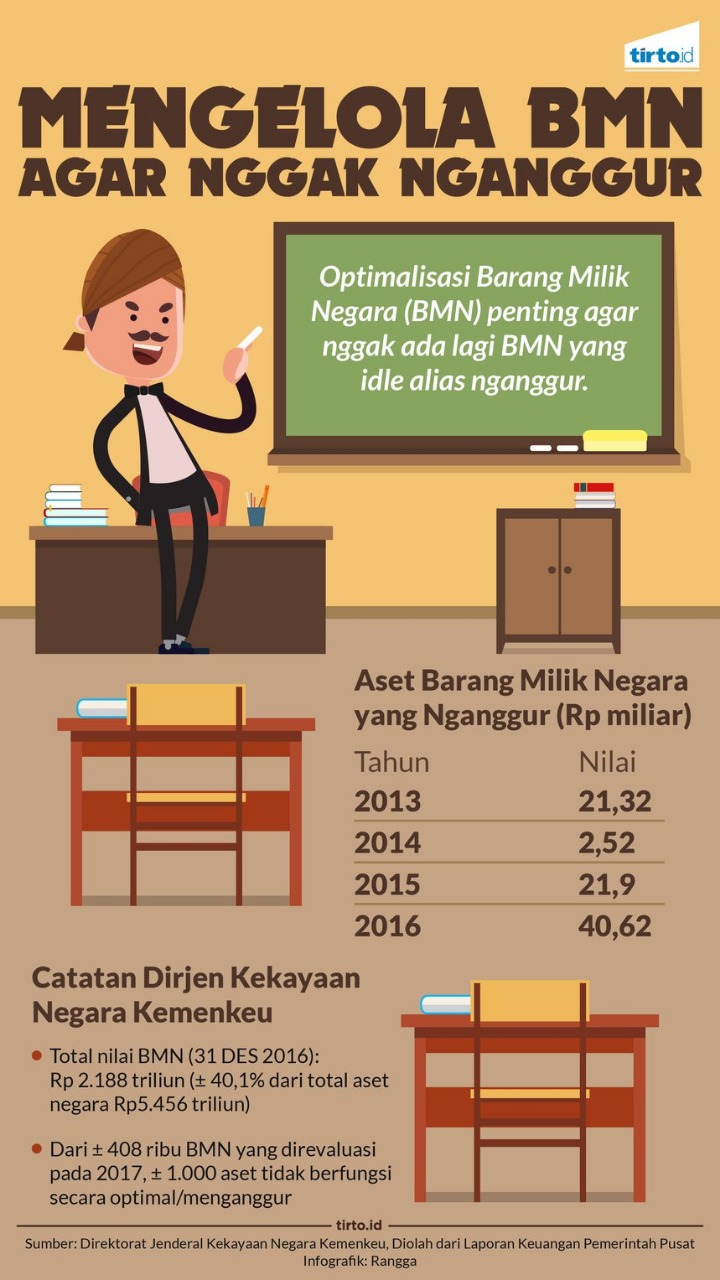 tirto.id
MENGELOLA BMN
AGAR NGGAK NGANGGUR
Optimalisasi Barang Milik
Negara (BMN) penting agar
nggak ada lagi BMN yang
idle alias nganggur.
Aset Barang Milik Negara
yang Nganggur (Rp miliar)
Tahun Nilai
2013 21,32
2014 2,52
2015 21,9
2016 40,62
Catatan Dirjen Kekayaan
Negara Kemenkeu
• Total nilai BMN (31 DES 2016):
Rp 2.188 triliun (± 40,1% dari total aset
negara Rp5.456 triliun)
• Dari ± 408 ribu BMN yang direvaluasi
pada 2017, ± 1.000 aset tidak berfungsi
secara optimal/menganggur
tirto.id
Sumber: Direktorat Jenderal Kekayaan Negara Kemenkeu, Diolah dari Laporan Keuangan Pemerintah Pusat
Infografik: Rangga